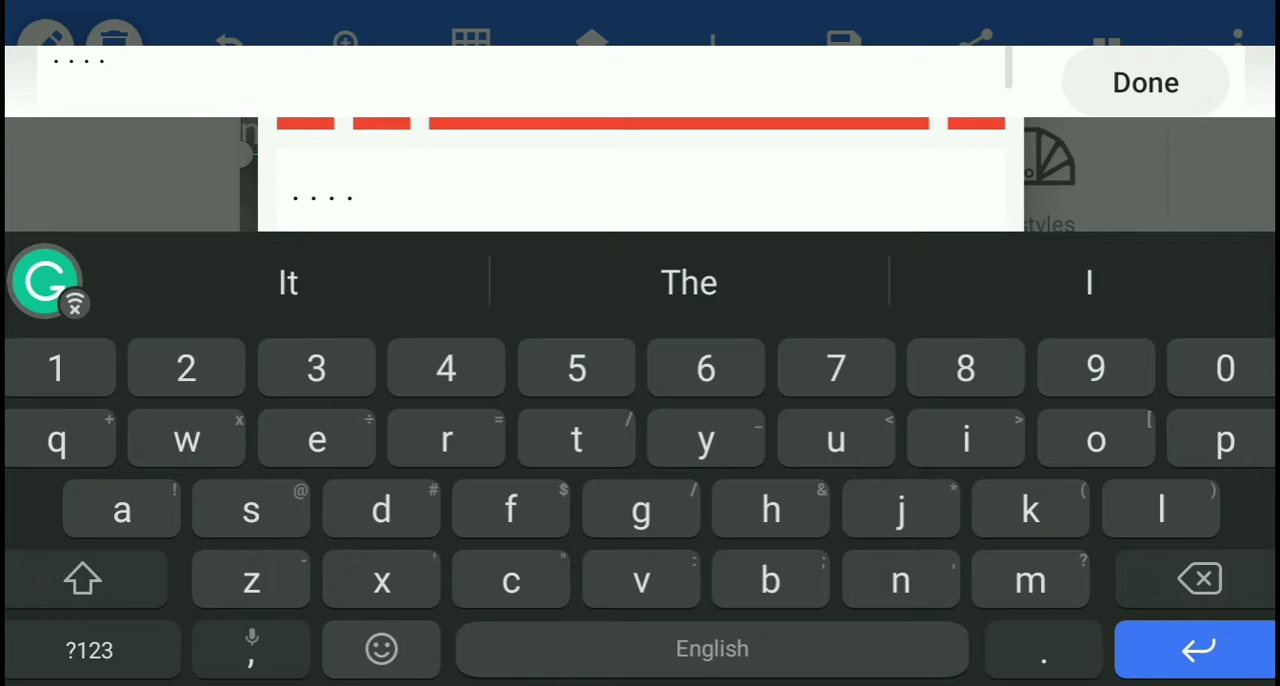 . . . .
Done
. . . .
styles
It The I
1 2 3 4 5 6 7 8 9 0
+ x ÷ = / _ < > [
q w e r t y u i o p
! @ # $ / & * ( )
a s d f g h j k l
- ' " : ; , ?
z x c v b n m
?123 , English .